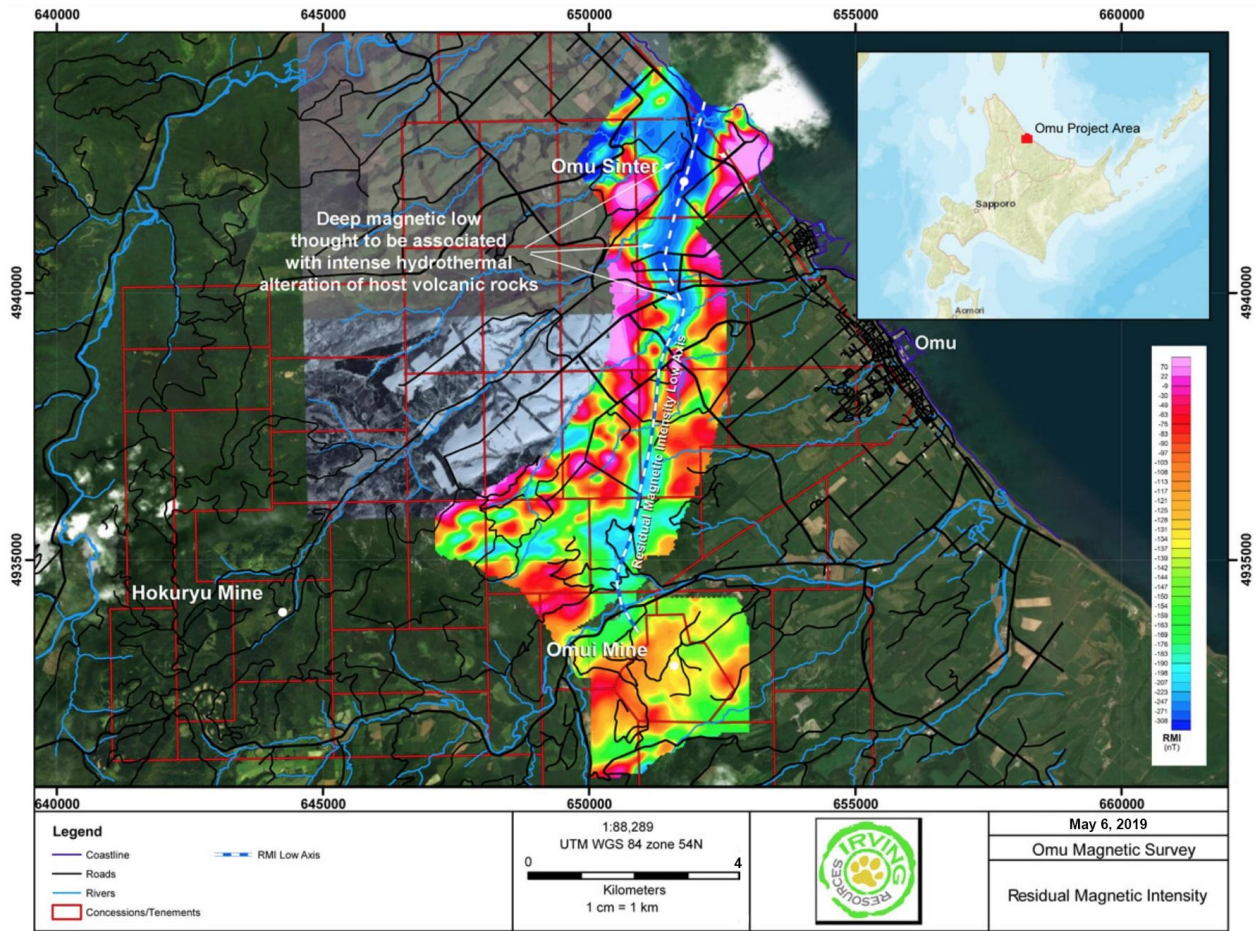 640000
645000
650000
655000
660000
4940000
4935000
4940000
4935000
Omu Project Area
Sapporo
Aomori
Omu Sinter
Deep magnetic low
thought to be associated
with intense hydrothermal
alteration of host volcanic rocks
Residual Magnetic Intensity Low Axis
Omu
Hokuryu Mine
Omui Mine
70
22
-9
-30
-49
-63
-75
-83
-90
-97
-103
-107
-112
-116
-121
-125
-128
-131
-134
-137
-140
-143
-147
-150
-154
-159
-163
-169
-176
-183
-190
-198
-207
-223
-247
-271
-308
RMI
(nT)
640000
645000
650000
655000
660000
Legend
Coastline
RMI Low Axis
Roads
Rivers
Concessions/Tenements
1:88,289
UTM WGS 84 zone 54N
0 4
Kilometers
1 cm = 1 km
IRVING
RESOURCES
May 6, 2019
Omu Magnetic Survey
Residual Magnetic Intensity